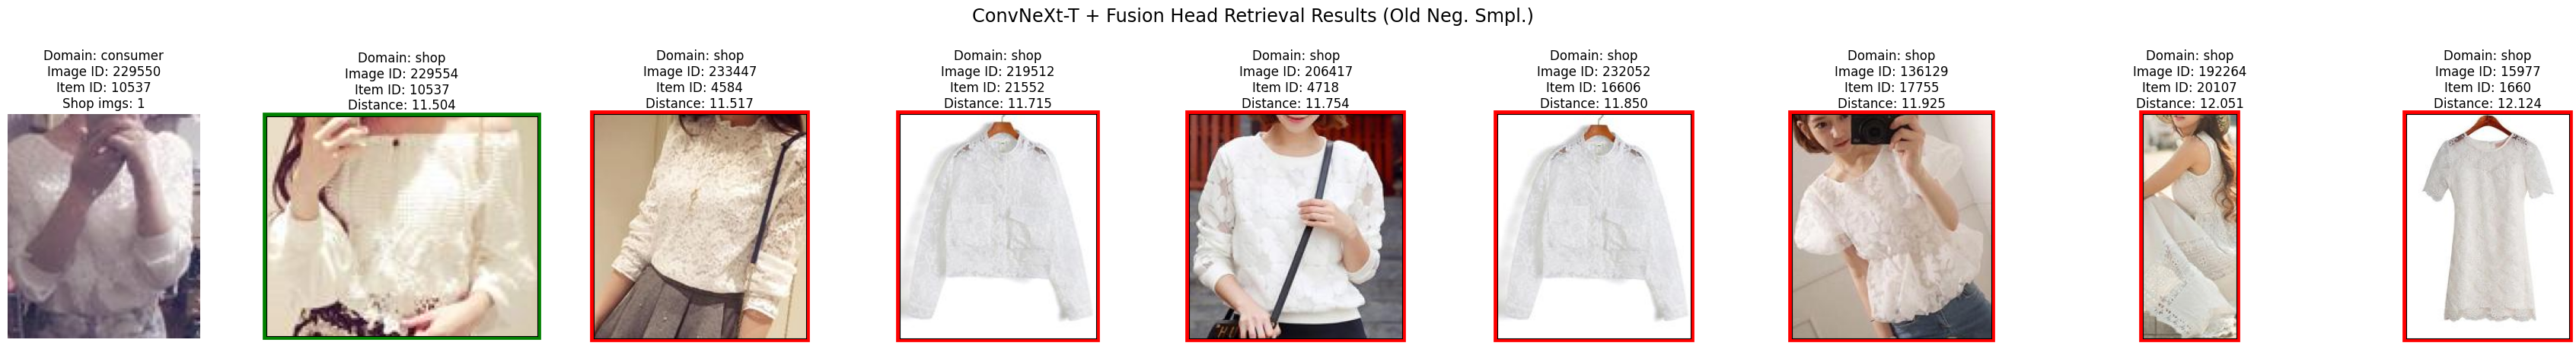 ConvNeXt-T + Fusion Head Retrieval Results (Old Neg. Smpl.)
Domain: consumer
Image ID: 229550
Item ID: 10537
Shop imgs: 1
Domain: shop
Image ID: 229554
Item ID: 10537
Distance: 11.504
Domain: shop
Image ID: 233447
Item ID: 4584
Distance: 11.517
Domain: shop
Image ID: 219512
Item ID: 21552
Distance: 11.715
Domain: shop
Image ID: 206417
Item ID: 4718
Distance: 11.754
Domain: shop
Image ID: 232052
Item ID: 16606
Distance: 11.850
Domain: shop
Image ID: 136129
Item ID: 17755
Distance: 11.925
Domain: shop
Image ID: 192264
Item ID: 20107
Distance: 12.051
Domain: shop
Image ID: 15977
Item ID: 1660
Distance: 12.124